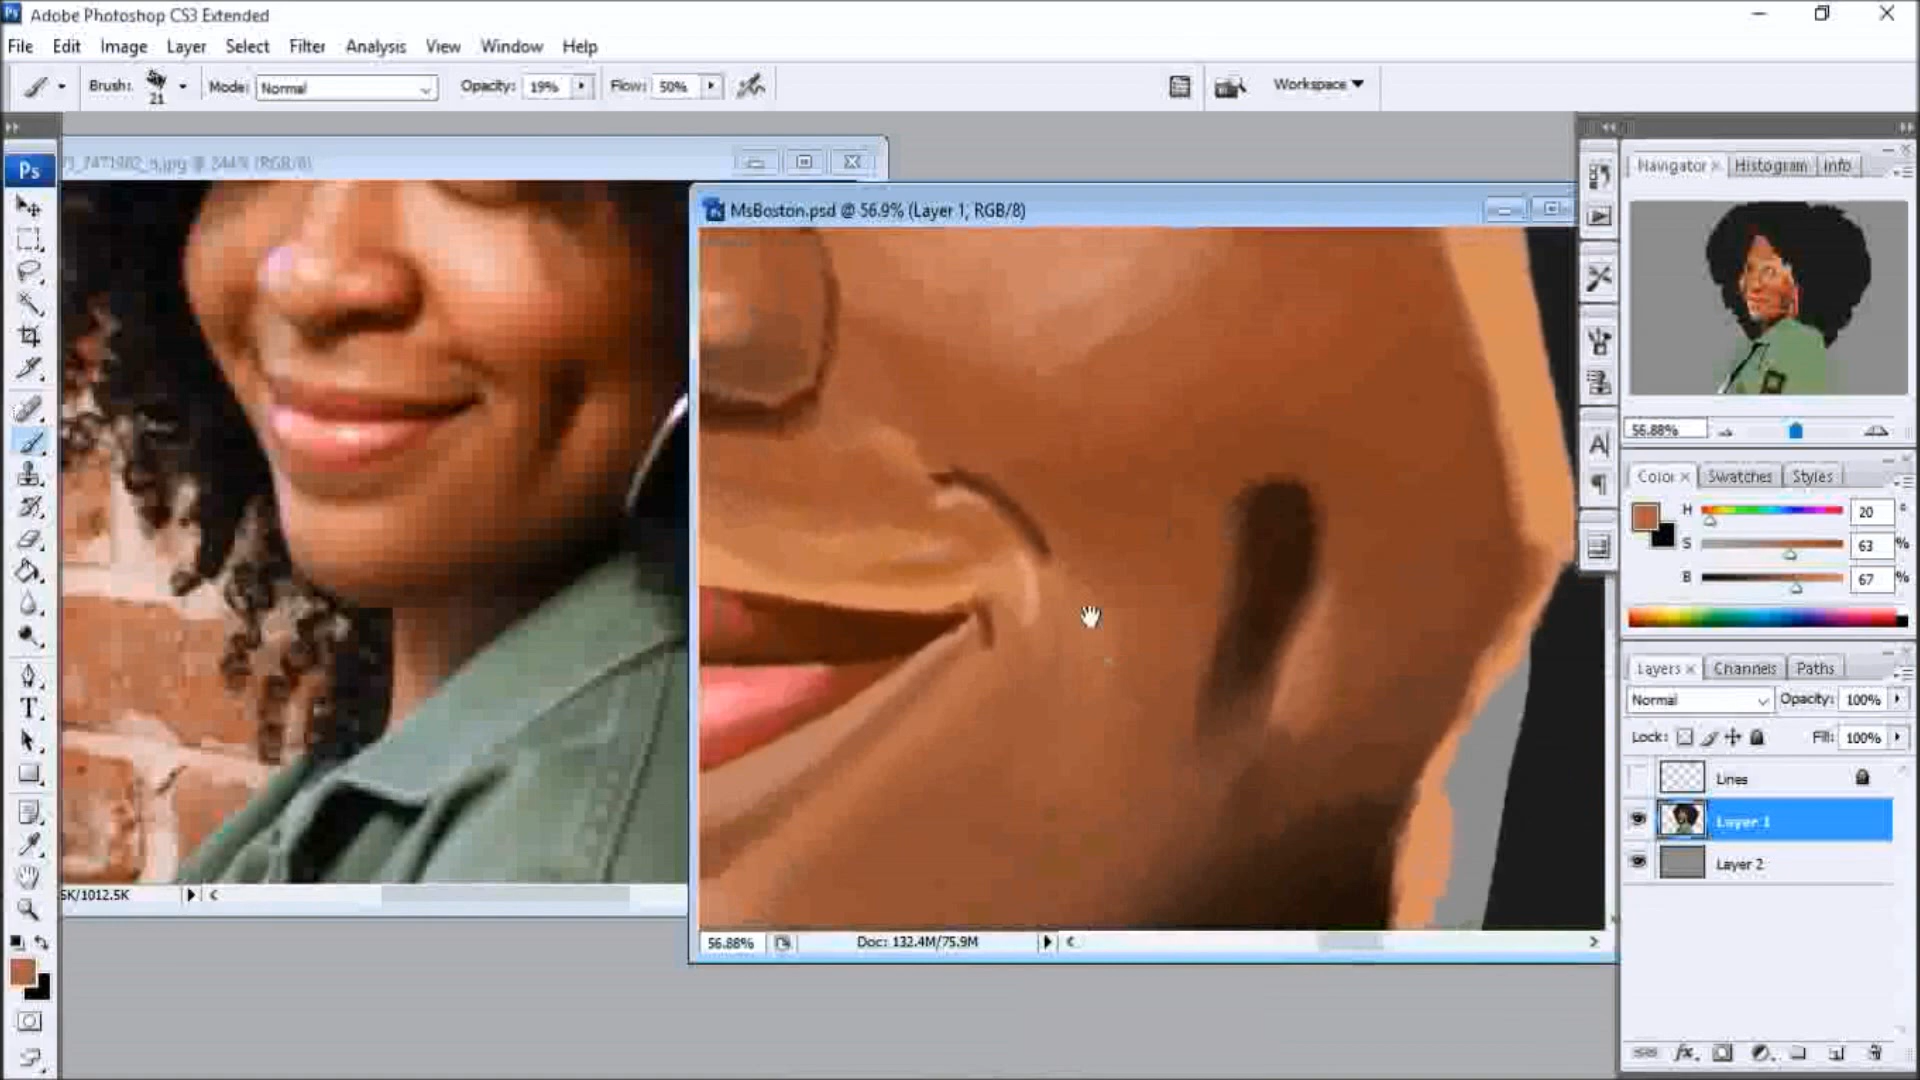 Ps Adobe Photoshop CS3 Extended
File Edit Image Layer Select Filter Analysis View Window Help
Brush: 21 Mode: Normal Opacity: 19% Flow: 50% Workspace
Ps
.jpg @ 244% (RGB/8)
MsBoston.psd @ 56.9% (Layer 1, RGB/8)
Navigator x Histogram Info
56.88%
Color x Swatches Styles
H 20 °
S 63 %
B 67 %
Layers x Channels Paths
Normal Opacity: 100%
Lock: Fill: 100%
Lines
Layer 1
Layer 2
5K/1012.5K
56.88% Doc: 132.4M/75.9M